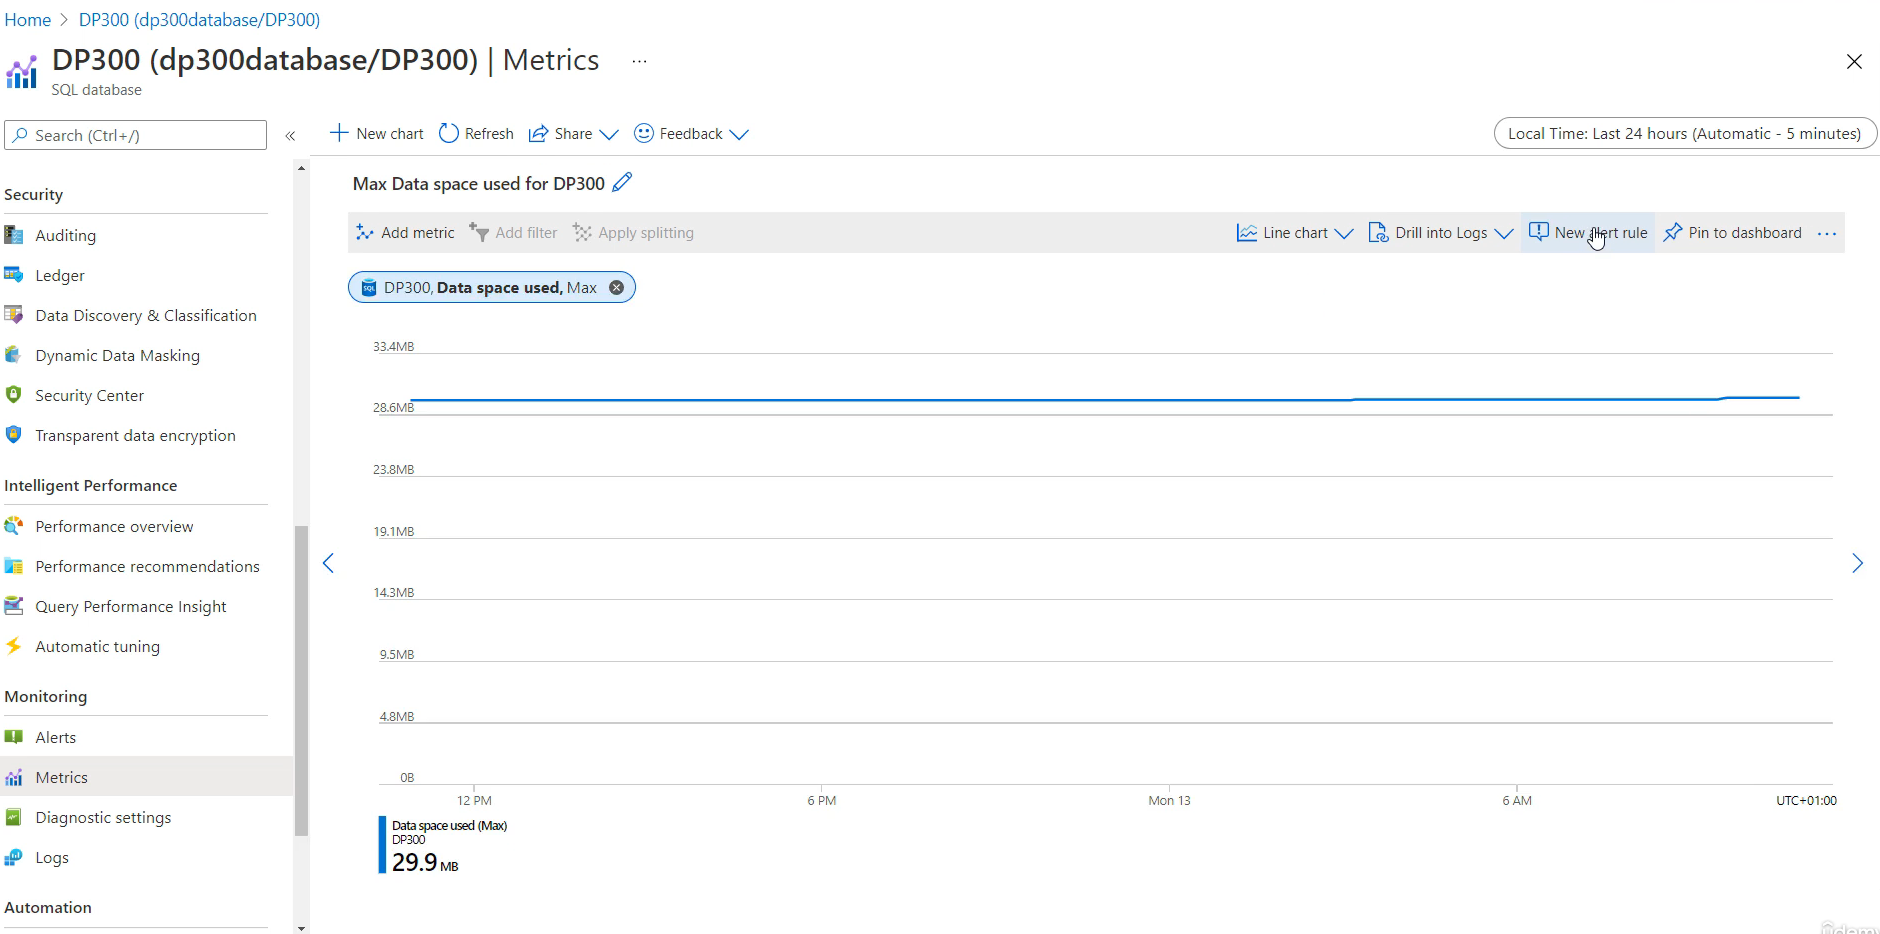 Home > DP300 (dp300database/DP300)
DP300 (dp300database/DP300) | Metrics ...
SQL database
Search (Ctrl+/)
«
New chart Refresh Share Feedback
Local Time: Last 24 hours (Automatic - 5 minutes)
Security
Auditing
Ledger
Data Discovery & Classification
Dynamic Data Masking
Security Center
Transparent data encryption
Intelligent Performance
Performance overview
Performance recommendations
Query Performance Insight
Automatic tuning
Monitoring
Alerts
Metrics
Diagnostic settings
Logs
Automation
Max Data space used for DP300
Add metric Add filter Apply splitting Line chart Drill into Logs New alert rule Pin to dashboard ...
SQL DP300, Data space used, Max
33.4MB
28.6MB
23.8MB
19.1MB
14.3MB
9.5MB
4.8MB
0B
12 PM 6 PM Mon 13 6 AM UTC+01:00
Data space used (Max)
DP300
29.9 MB
ûdemy